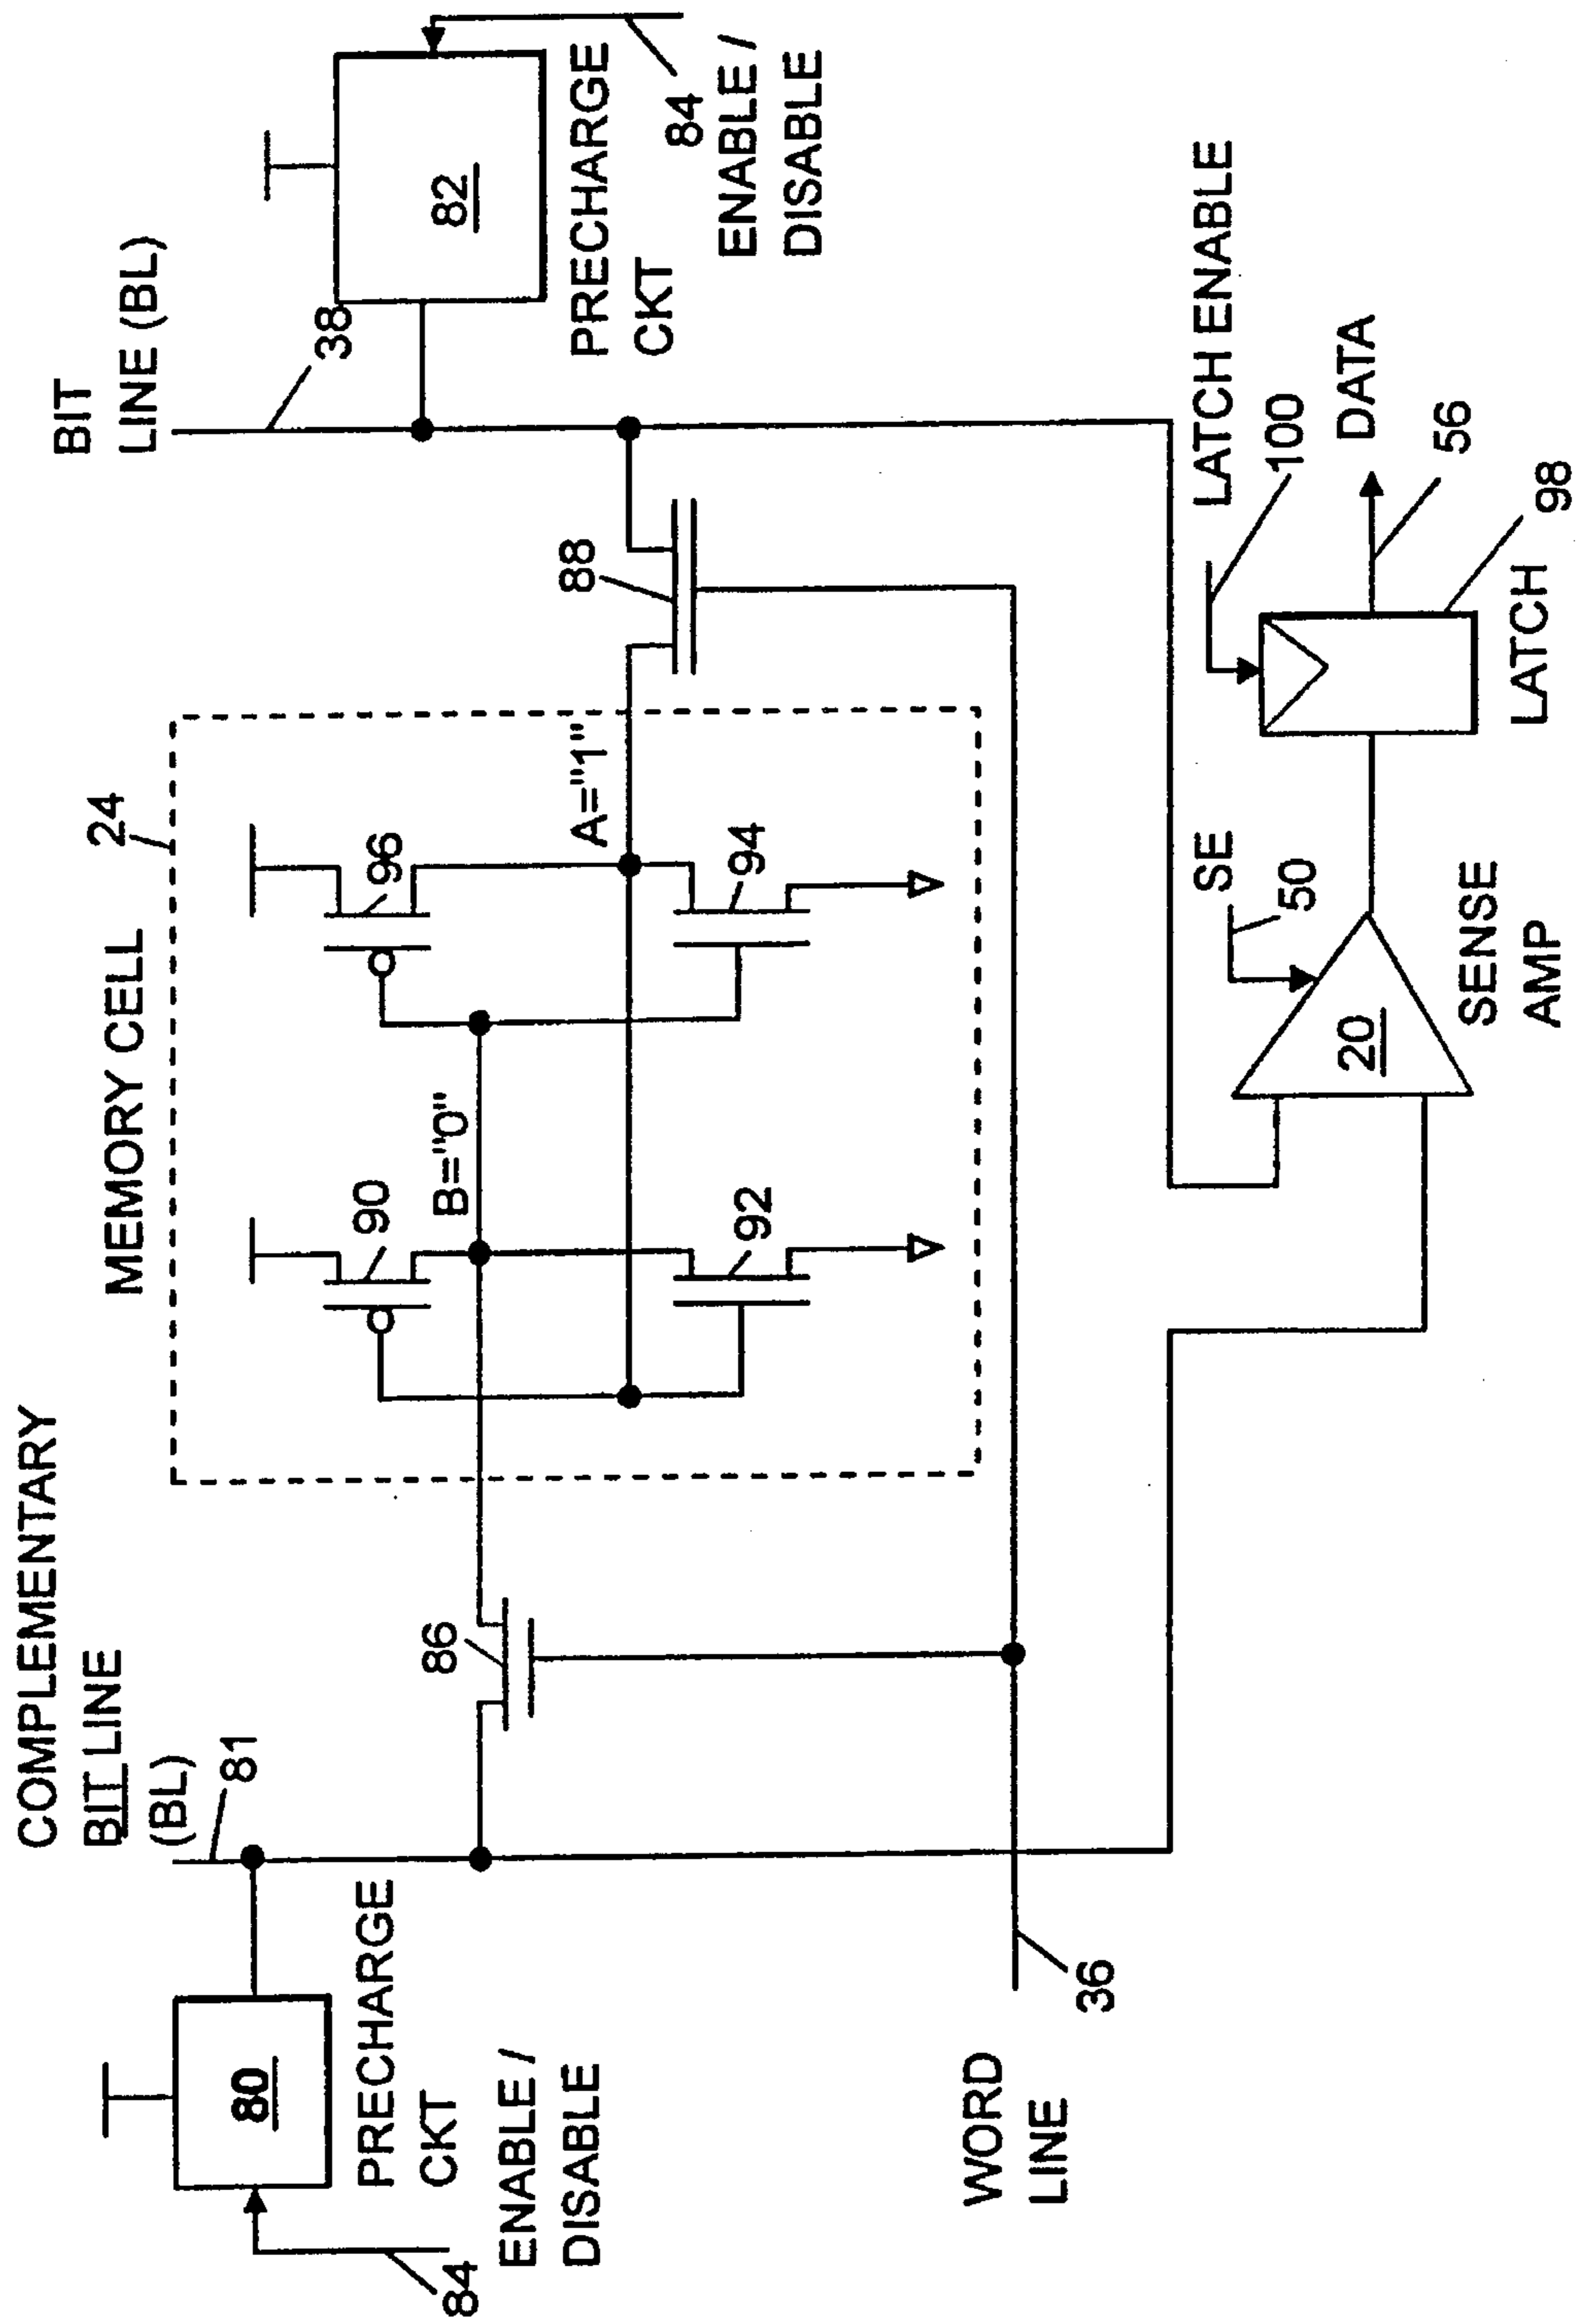 COMPLEMENTARY
BIT LINE
(BL)
81
80
PRECHARGE
CKT
84
ENABLE /
DISABLE
MEMORY CELL
24
BIT
LINE (BL)
38
82
PRECHARGE
CKT
84
ENABLE /
DISABLE
86
90
B="0"
92
96
A="1"
94
88
WORD
LINE
36
SE
50
20
SENSE
AMP
LATCH ENABLE
100
DATA
56
98
LATCH